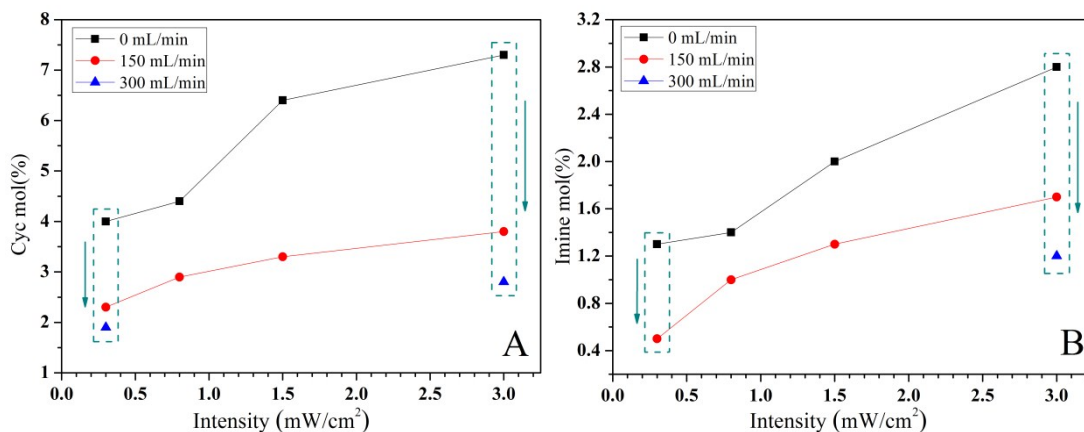 8
7
6
5
4
3
2
1
Cyc mol(%)
0 mL/min
150 mL/min
300 mL/min
A
0.0 0.5 1.0 1.5 2.0 2.5 3.0
Intensity (mW/cm²)
3.2
2.8
2.4
2.0
1.6
1.2
0.8
0.4
Imine mol(%)
0 mL/min
150 mL/min
300 mL/min
B
0.0 0.5 1.0 1.5 2.0 2.5 3.0
Intensity (mW/cm²)